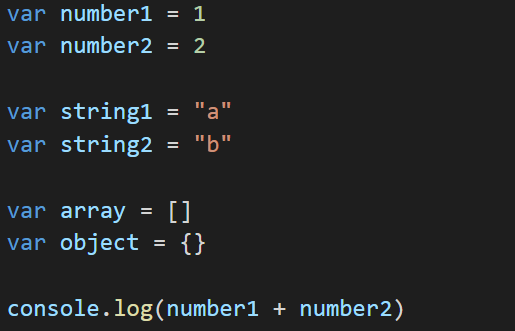 var number1 = 1
var number2 = 2
var string1 = "a"
var string2 = "b"
var array = []
var object = {}
console.log(number1 + number2)